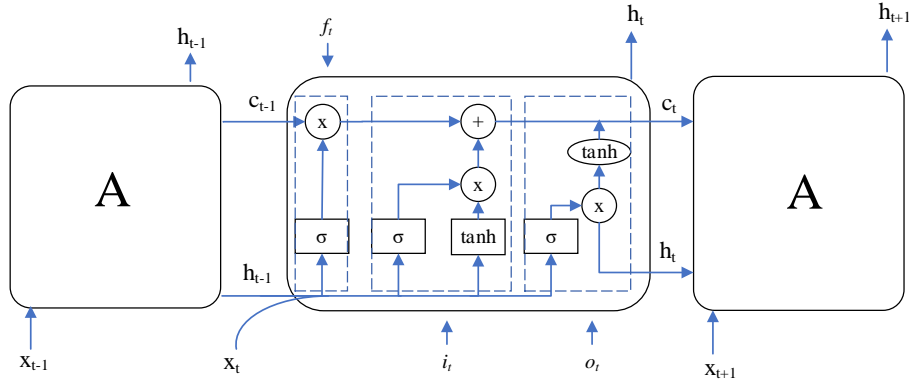 h_{t+1}
h_t
f_t
h_{t-1}
c_{t-1}
c_t
x
+
tanh
A
x
A
x
σ
σ
tanh
σ
h_t
h_{t-1}
x_{t-1}
x_t
i_t
o_t
x_{t+1}